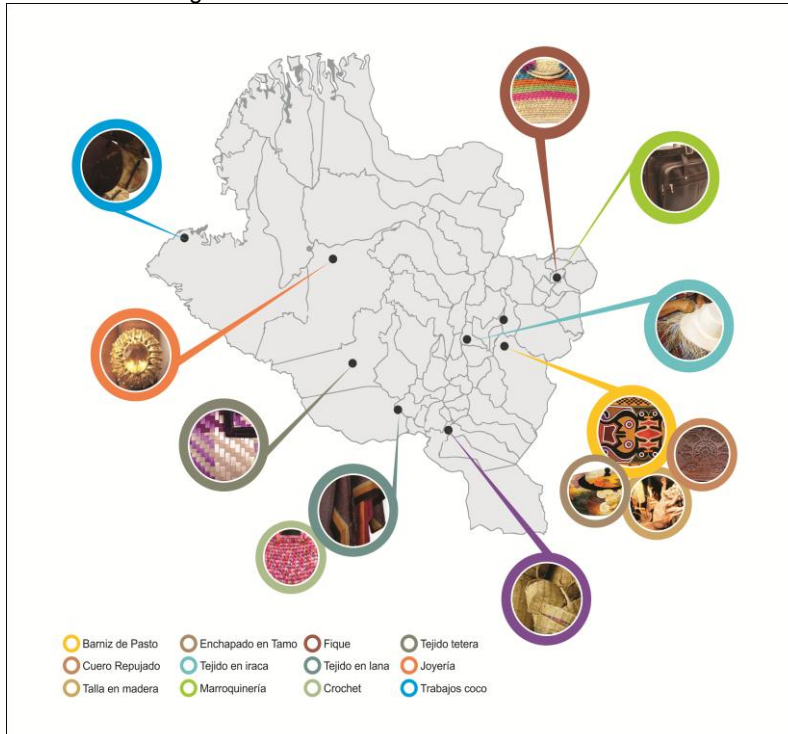 Barniz de Pasto Enchapado en Tamo Fique Tejido tetera
Cuero Repujado Tejido en iraca Tejido en lana Joyería
Talla en madera Marroquinería Crochet Trabajos coco